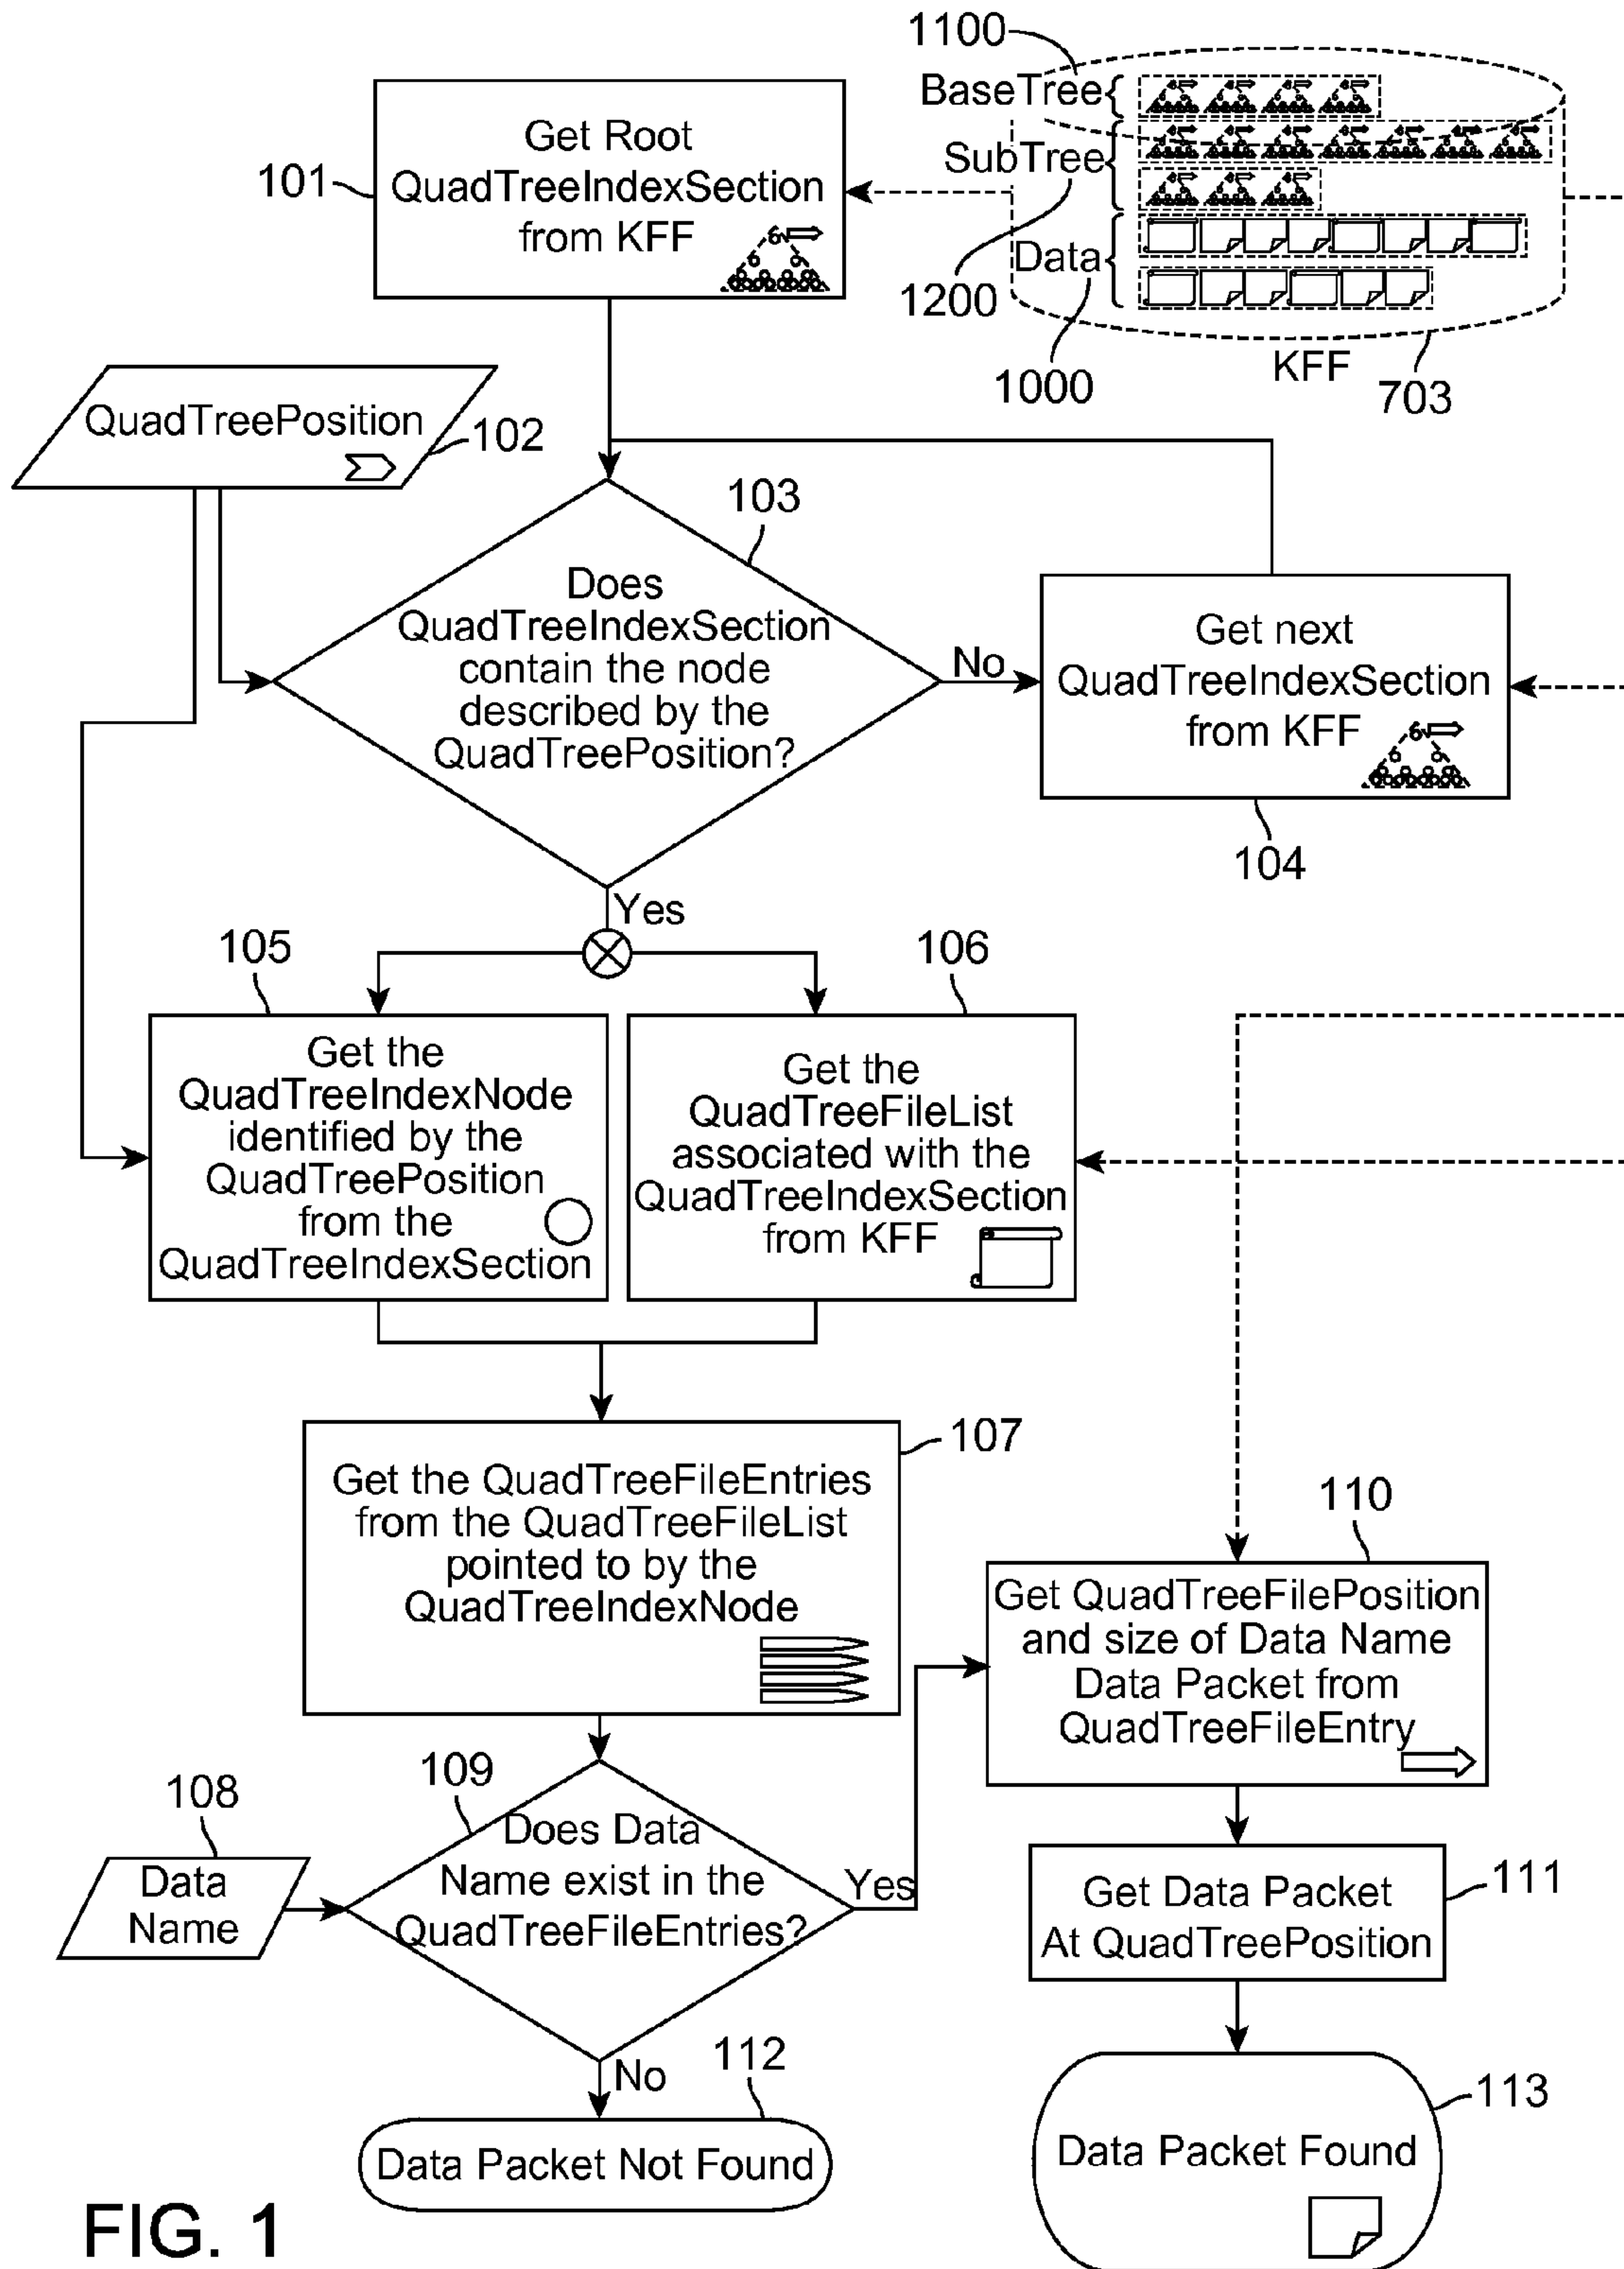 1100
BaseTree
SubTree
Data
1200
1000
KFF
703
Get Root
QuadTreeIndexSection
from KFF
101
QuadTreePosition
102
103
Does
QuadTreeIndexSection
contain the node
described by the
QuadTreePosition?
No
Get next
QuadTreeIndexSection
from KFF
104
Yes
105
106
Get the
QuadTreeIndexNode
identified by the
QuadTreePosition
from the
QuadTreeIndexSection
Get the
QuadTreeFileList
associated with the
QuadTreeIndexSection
from KFF
107
Get the QuadTreeFileEntries
from the QuadTreeFileList
pointed to by the
QuadTreeIndexNode
110
Get QuadTreeFilePosition
and size of Data Name
Data Packet from
QuadTreeFileEntry
108
Data
Name
109
Does Data
Name exist in the
QuadTreeFileEntries?
Yes
Get Data Packet
At QuadTreePosition
111
No
112
Data Packet Not Found
113
Data Packet Found
FIG. 1